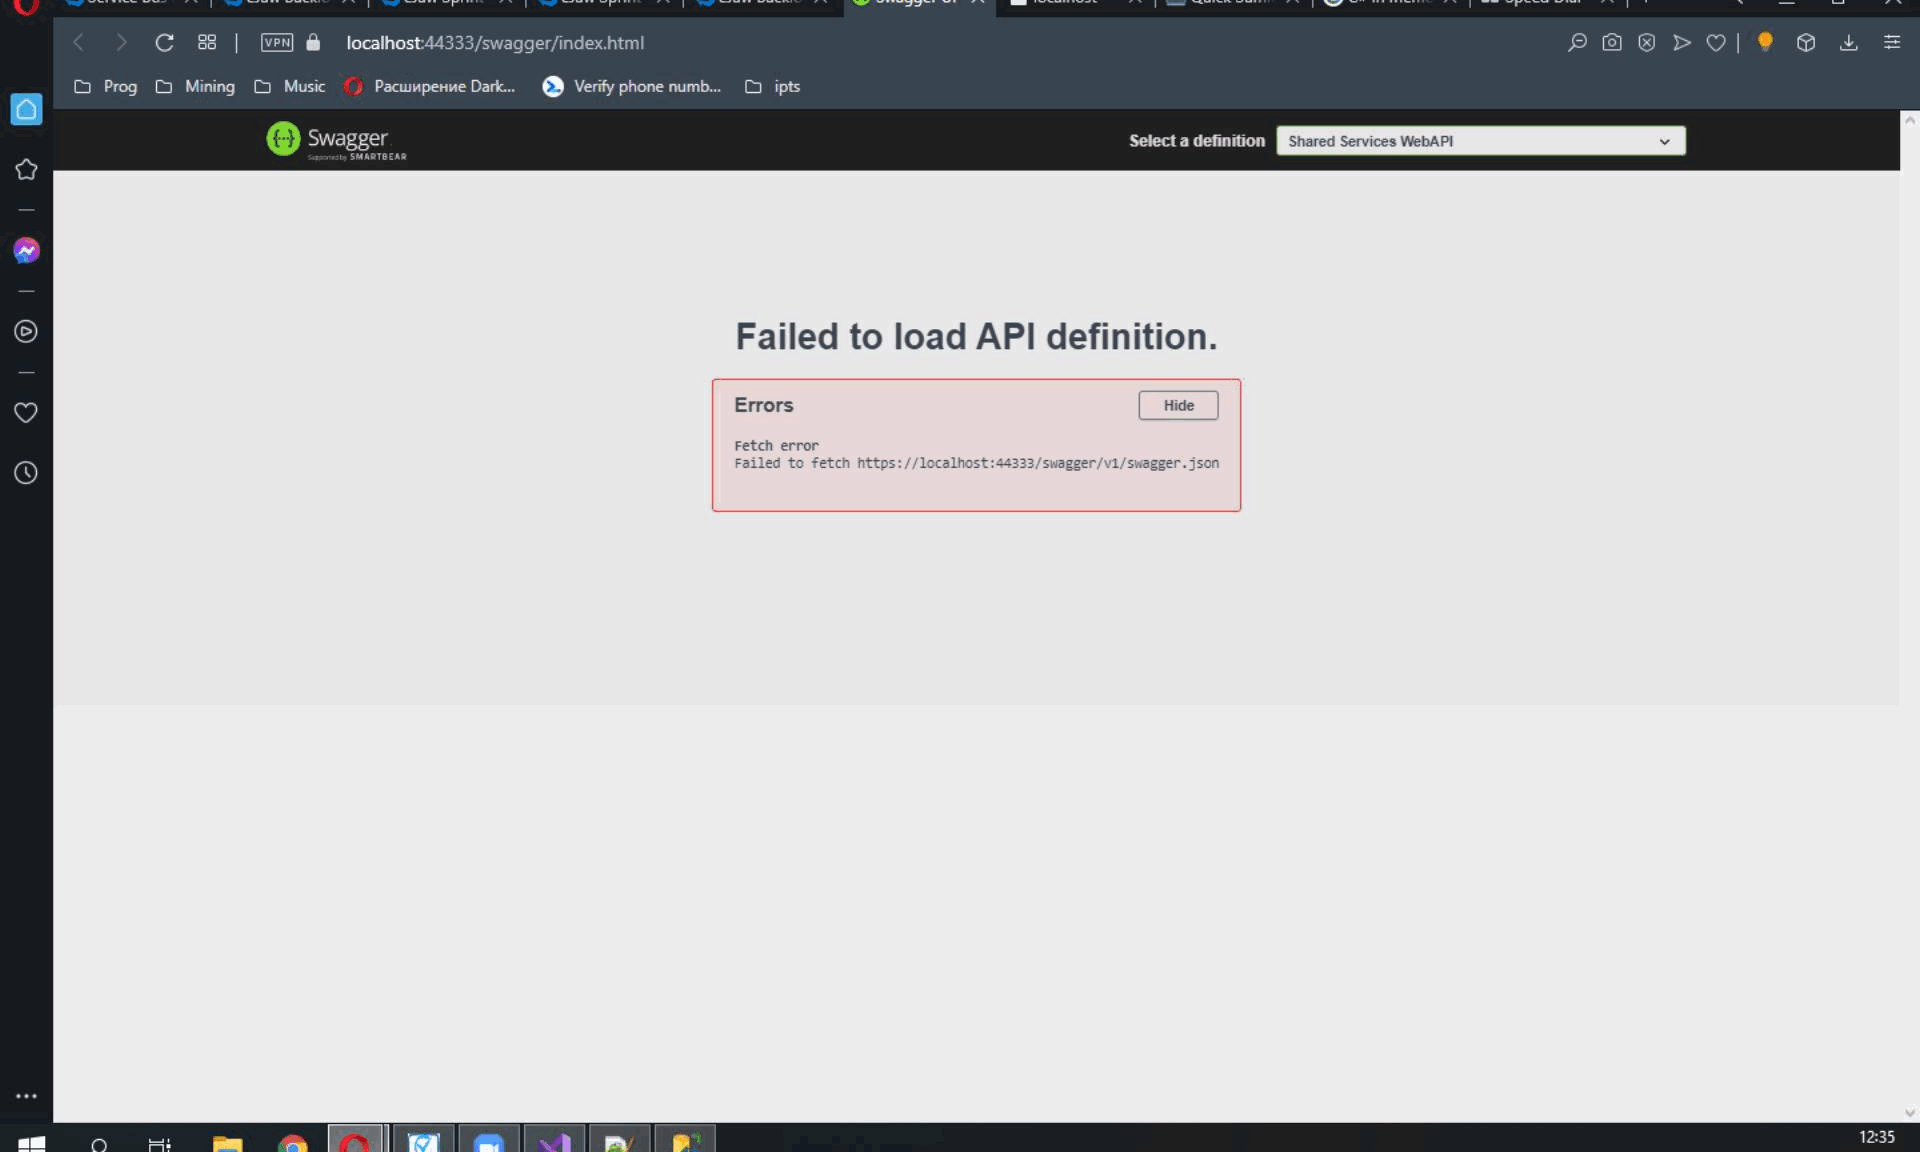 VPN
localhost:44333/swagger/index.html
Prog
Mining
Music
Расширение Dark...
Verify phone numb...
ipts
Swagger
Supported by SMARTBEAR
Select a definition
Shared Services WebAPI
Failed to load API definition.
Errors
Hide
Fetch error
Failed to fetch https://localhost:44333/swagger/v1/swagger.json
12:35